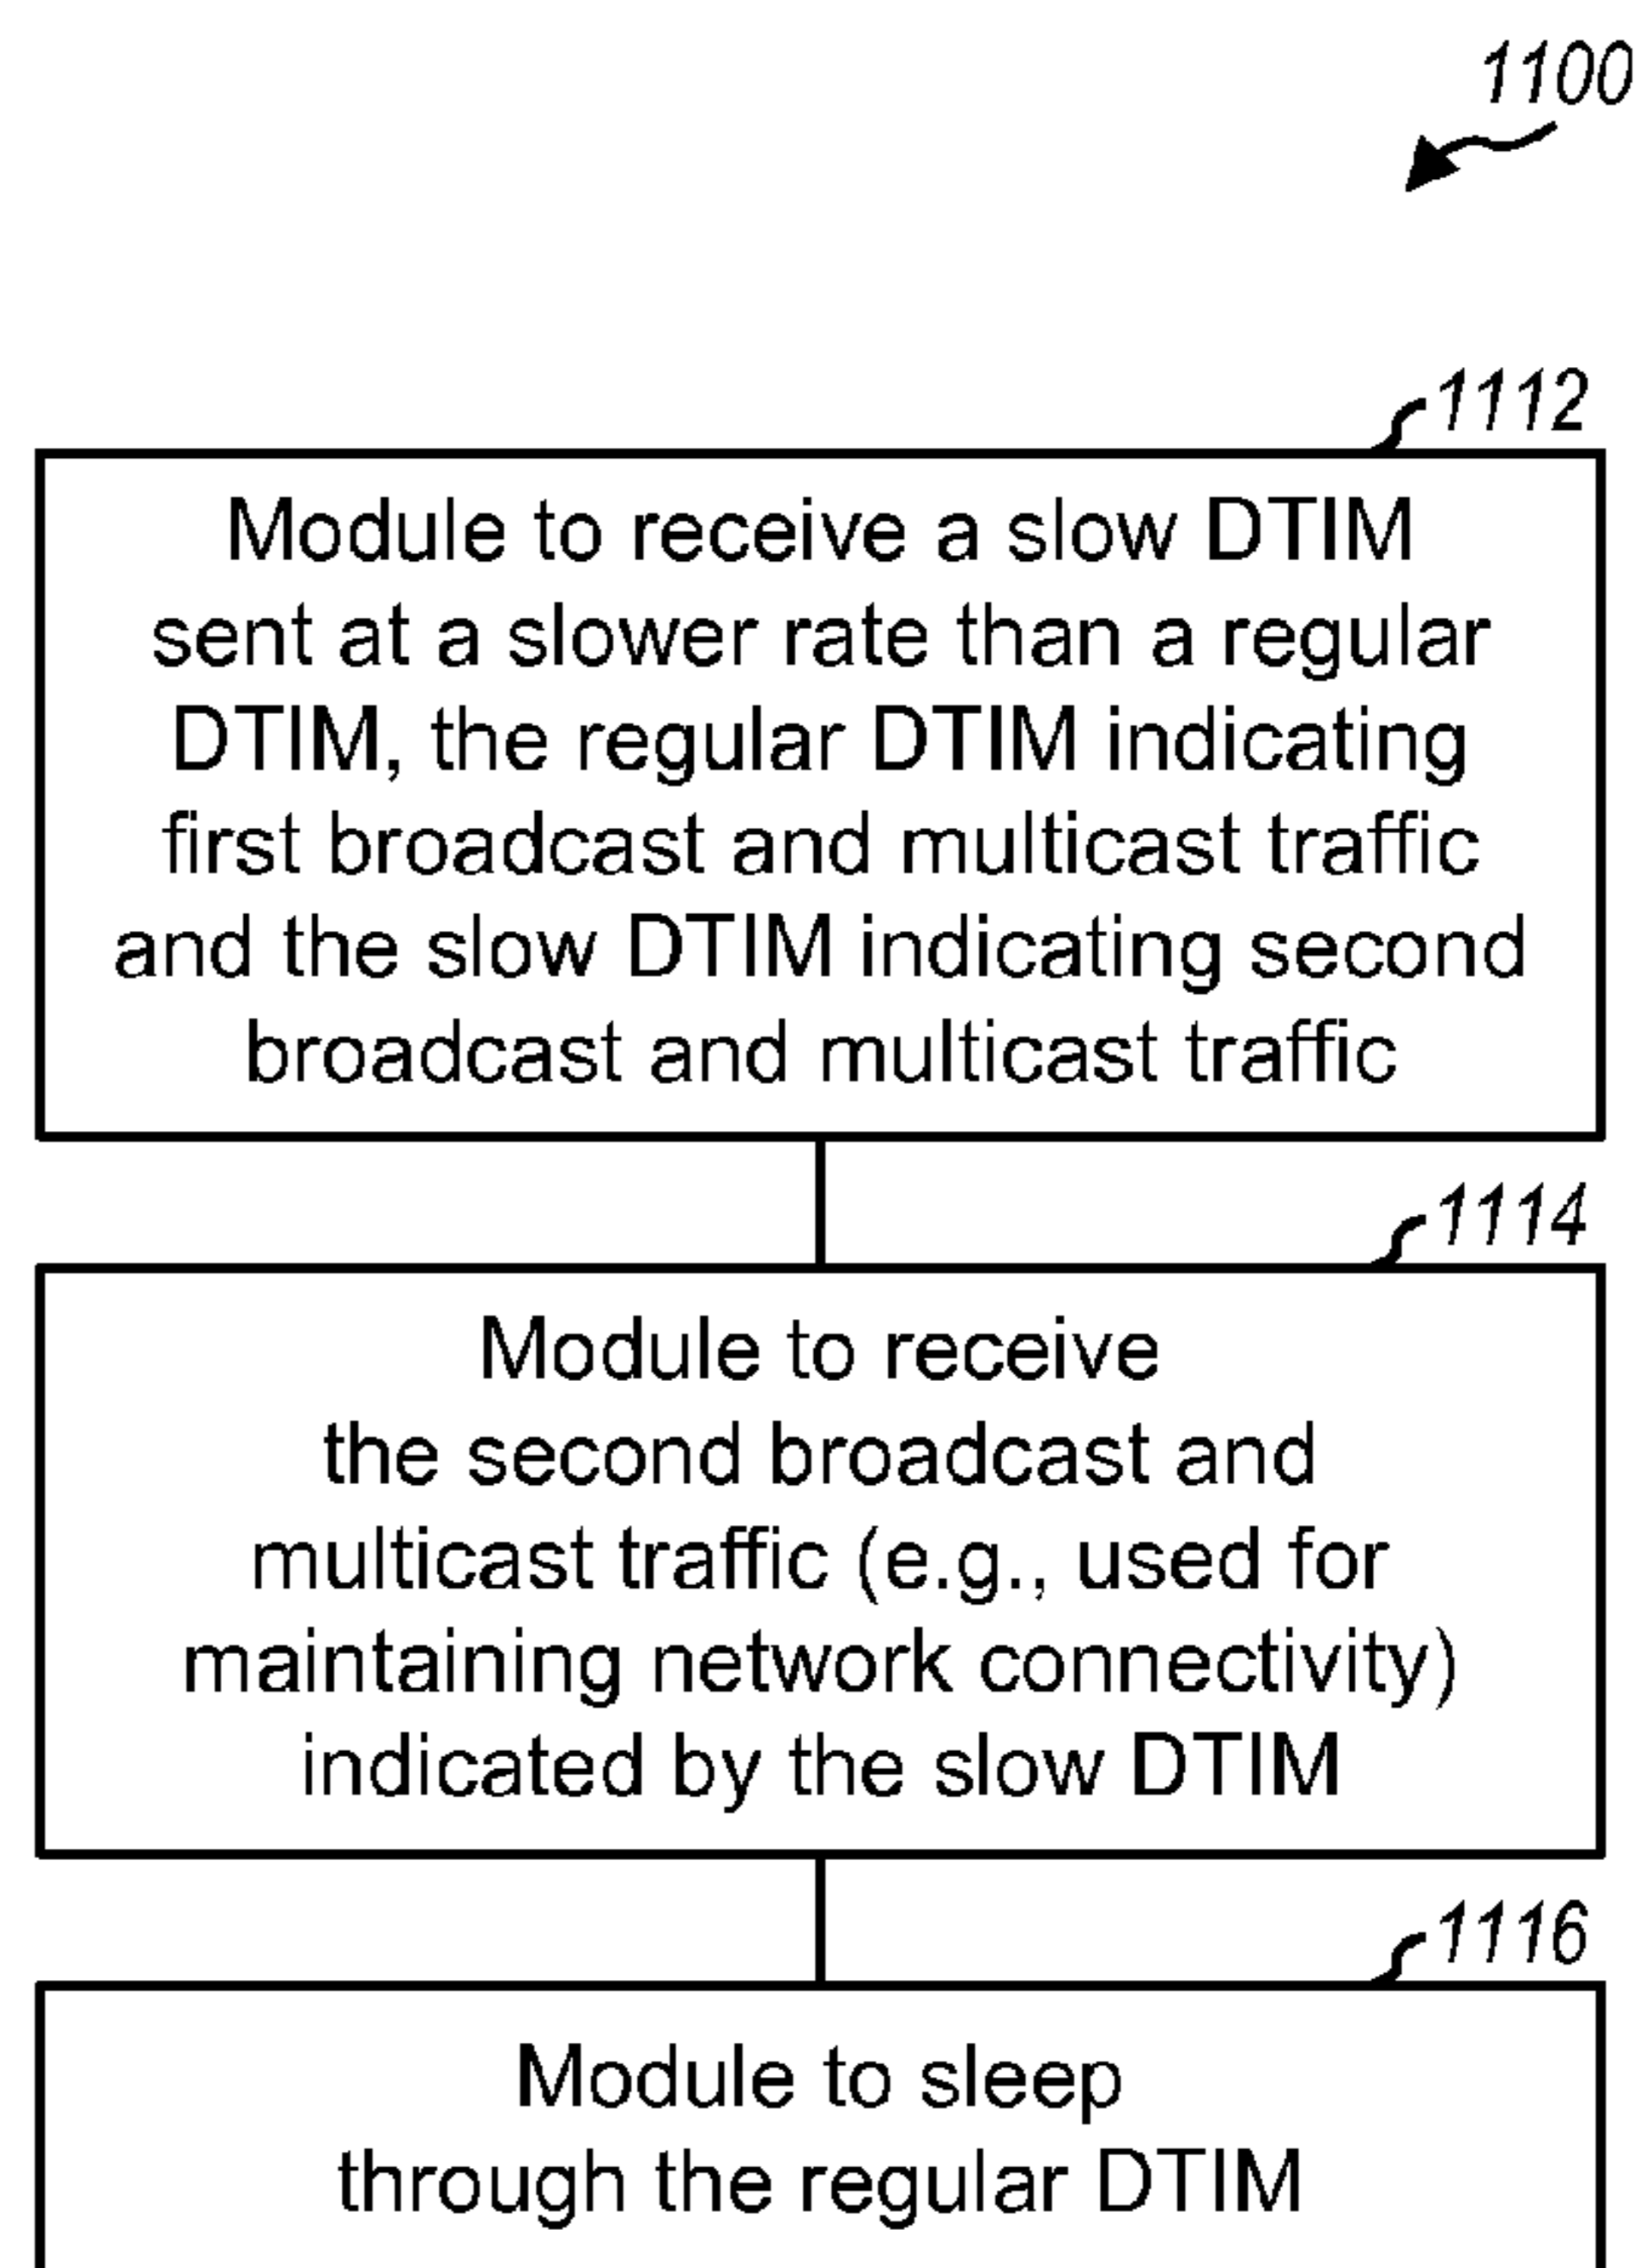 1100
1112
Module to receive a slow DTIM
sent at a slower rate than a regular
DTIM, the regular DTIM indicating
first broadcast and multicast traffic
and the slow DTIM indicating second
broadcast and multicast traffic
1114
Module to receive
the second broadcast and
multicast traffic (e.g., used for
maintaining network connectivity)
indicated by the slow DTIM
1116
Module to sleep
through the regular DTIM